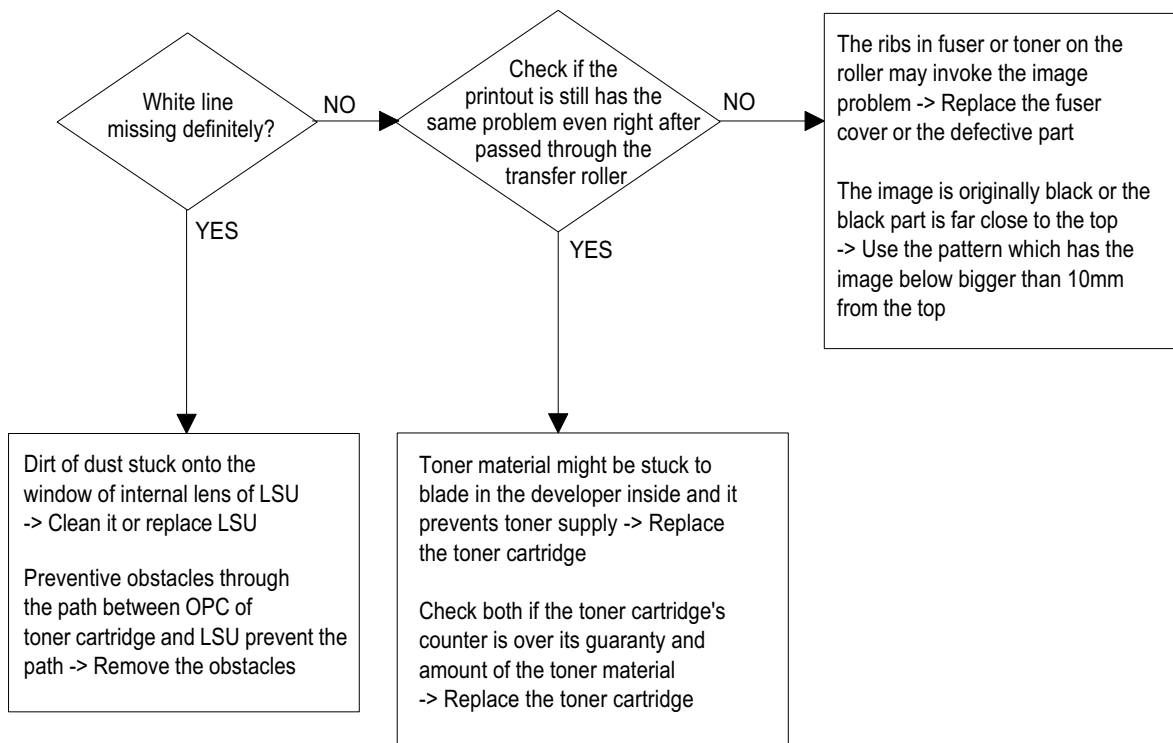 White line
missing definitely?
NO
YES
Check if the
printout is still has the
same problem even right after
passed through the
transfer roller
NO
YES
The ribs in fuser or toner on the
roller may invoke the image
problem -> Replace the fuser
cover or the defective part
The image is originally black or the
black part is far close to the top
-> Use the pattern which has the
image below bigger than 10mm
from the top
Dirt of dust stuck onto the
window of internal lens of LSU
-> Clean it or replace LSU
Preventive obstacles through
the path between OPC of
toner cartridge and LSU prevent the
path -> Remove the obstacles
Toner material might be stuck to
blade in the developer inside and it
prevents toner supply -> Replace
the toner cartridge
Check both if the toner cartridge's
counter is over its guaranty and
amount of the toner material
-> Replace the toner cartridge